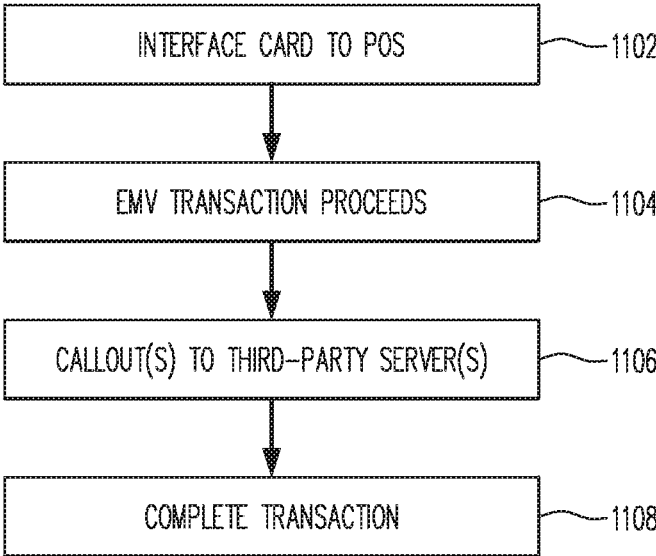 INTERFACE CARD TO POS
1102
EMV TRANSACTION PROCEEDS
1104
CALLOUT(S) TO THIRD-PARTY SERVER(S)
1106
COMPLETE TRANSACTION
1108